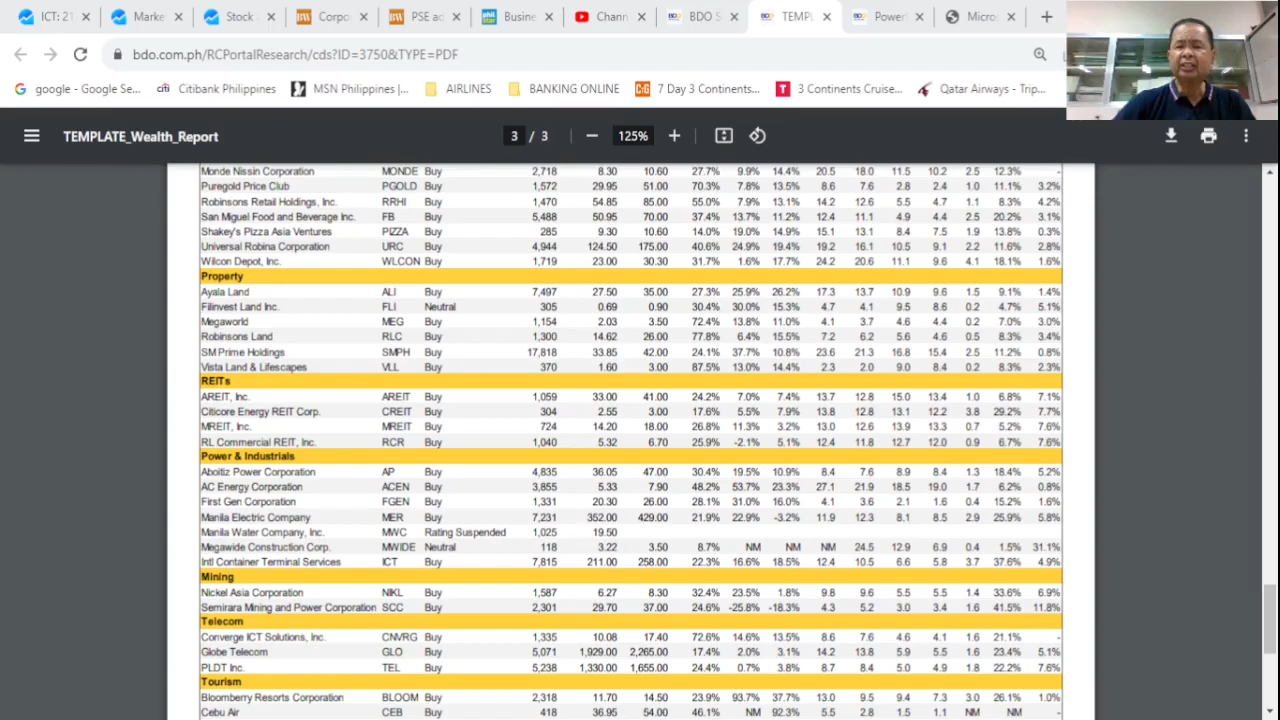 ICT: 21
Marke
Stock
Corpo
PSE a
Busine
Chann
BDO S
TEMPL
Power
Micros
bdo.com.ph/RCPortalResearch/cds?ID=3750&TYPE=PDF
google - Google Se...
Citibank Philippines
MSN Philippines |...
AIRLINES
BANKING ONLINE
7 Day 3 Continents...
3 Continents Cruise...
Qatar Airways - Trip...
TEMPLATE_Wealth_Report
3 / 3
125%
Monde Nissin Corporation MONDE Buy 2,718 8.30 10.60 27.7% 9.9% 14.4% 20.5 18.0 11.5 10.2 2.5 12.3% -
Puregold Price Club PGOLD Buy 1,572 29.95 51.00 70.3% 7.8% 13.5% 8.6 7.6 2.8 2.4 1.0 11.1% 3.2%
Robinsons Retail Holdings, Inc. RRHI Buy 1,470 54.85 85.00 55.0% 7.9% 13.1% 14.2 12.6 5.5 4.7 1.1 8.3% 4.2%
San Miguel Food and Beverage Inc. FB Buy 5,488 50.95 70.00 37.4% 13.7% 11.2% 12.4 11.1 4.9 4.4 2.5 20.2% 3.1%
Shakey's Pizza Asia Ventures PIZZA Buy 285 9.30 10.60 14.0% 19.0% 14.9% 15.1 13.1 8.4 7.5 1.9 13.8% 0.3%
Universal Robina Corporation URC Buy 4,944 124.50 175.00 40.6% 24.9% 19.4% 19.2 16.1 10.5 9.1 2.2 11.6% 2.8%
Wilcon Depot, Inc. WLCON Buy 1,719 23.00 30.30 31.7% 1.6% 17.7% 24.2 20.6 11.1 9.6 4.1 18.1% 1.6%
Property
Ayala Land ALI Buy 7,497 27.50 35.00 27.3% 25.9% 26.2% 17.3 13.7 10.9 9.6 1.5 9.1% 1.4%
Filinvest Land Inc. FLI Neutral 305 0.69 0.90 30.4% 30.0% 15.3% 4.7 4.1 9.5 8.6 0.2 4.7% 5.1%
Megaworld MEG Buy 1,154 2.03 3.50 72.4% 13.8% 11.0% 4.1 3.7 4.6 4.4 0.2 7.0% 3.0%
Robinsons Land RLC Buy 1,300 14.62 26.00 77.8% 6.4% 15.5% 7.2 6.2 5.6 4.6 0.5 8.3% 3.4%
SM Prime Holdings SMPH Buy 17,818 33.85 42.00 24.1% 37.7% 10.8% 23.6 21.3 16.8 15.4 2.5 11.2% 0.8%
Vista Land & Lifescapes VLL Buy 370 1.60 3.00 87.5% 13.0% 14.4% 2.3 2.0 9.0 8.4 0.2 8.3% 2.3%
REITs
AREIT, Inc. AREIT Buy 1,059 33.00 41.00 24.2% 7.0% 7.4% 13.7 12.8 15.0 13.4 1.0 6.8% 7.1%
Citicore Energy REIT Corp. CREIT Buy 304 2.55 3.00 17.6% 5.5% 7.9% 13.8 12.8 13.1 12.2 3.8 29.2% 7.7%
MREIT, Inc. MREIT Buy 724 14.20 18.00 26.8% 11.3% 3.2% 13.0 12.6 13.9 13.3 0.7 5.2% 7.6%
RL Commercial REIT, Inc. RCR Buy 1,040 5.32 6.70 25.9% -2.1% 5.1% 12.4 11.8 12.7 12.0 0.9 6.7% 7.6%
Power & Industrials
Aboitiz Power Corporation AP Buy 4,835 36.05 47.00 30.4% 19.5% 10.9% 8.4 7.6 8.9 8.4 1.3 18.4% 5.2%
AC Energy Corporation ACEN Buy 3,855 5.33 7.90 48.2% 53.7% 23.3% 27.1 21.9 18.5 19.0 1.7 6.2% 0.8%
First Gen Corporation FGEN Buy 1,331 20.30 26.00 28.1% 31.0% 16.0% 4.1 3.6 2.1 1.6 0.4 15.2% 1.6%
Manila Electric Company MER Buy 7,231 352.00 429.00 21.9% 22.9% -3.2% 11.9 12.3 8.1 8.5 2.9 25.9% 5.8%
Manila Water Company, Inc. MWC Rating Suspended 1,025 19.50
Megawide Construction Corp. MWIDE Neutral 118 3.22 3.50 8.7% NM NM NM 24.5 12.9 6.9 0.4 1.5% 31.1%
Intl Container Terminal Services ICT Buy 7,815 211.00 258.00 22.3% 16.6% 18.5% 12.4 10.5 6.6 5.8 3.7 37.6% 4.9%
Mining
Nickel Asia Corporation NIKL Buy 1,587 6.27 8.30 32.4% 23.5% 1.8% 9.8 9.6 5.5 5.5 1.4 33.6% 6.9%
Semirara Mining and Power Corporation SCC Buy 2,301 29.70 37.00 24.6% -25.8% -18.3% 4.3 5.2 3.0 3.4 1.6 41.5% 11.8%
Telecom
Converge ICT Solutions, Inc. CNVRG Buy 1,335 10.08 17.40 72.6% 14.6% 13.5% 8.6 7.6 4.6 4.1 1.6 21.1% -
Globe Telecom GLO Buy 5,071 1,929.00 2,265.00 17.4% 2.0% 3.1% 14.2 13.8 5.9 5.5 1.6 23.4% 5.1%
PLDT Inc. TEL Buy 5,238 1,330.00 1,655.00 24.4% 0.7% 3.8% 8.7 8.4 5.0 4.9 1.8 22.2% 7.6%
Tourism
Bloomberry Resorts Corporation BLOOM Buy 2,318 11.70 14.50 23.9% 93.7% 37.7% 13.0 9.5 9.4 7.3 3.0 26.1% 1.0%
Cebu Air CEB Buy 418 36.95 54.00 46.1% NM 92.3% 5.5 2.8 1.5 1.1 NM NM -